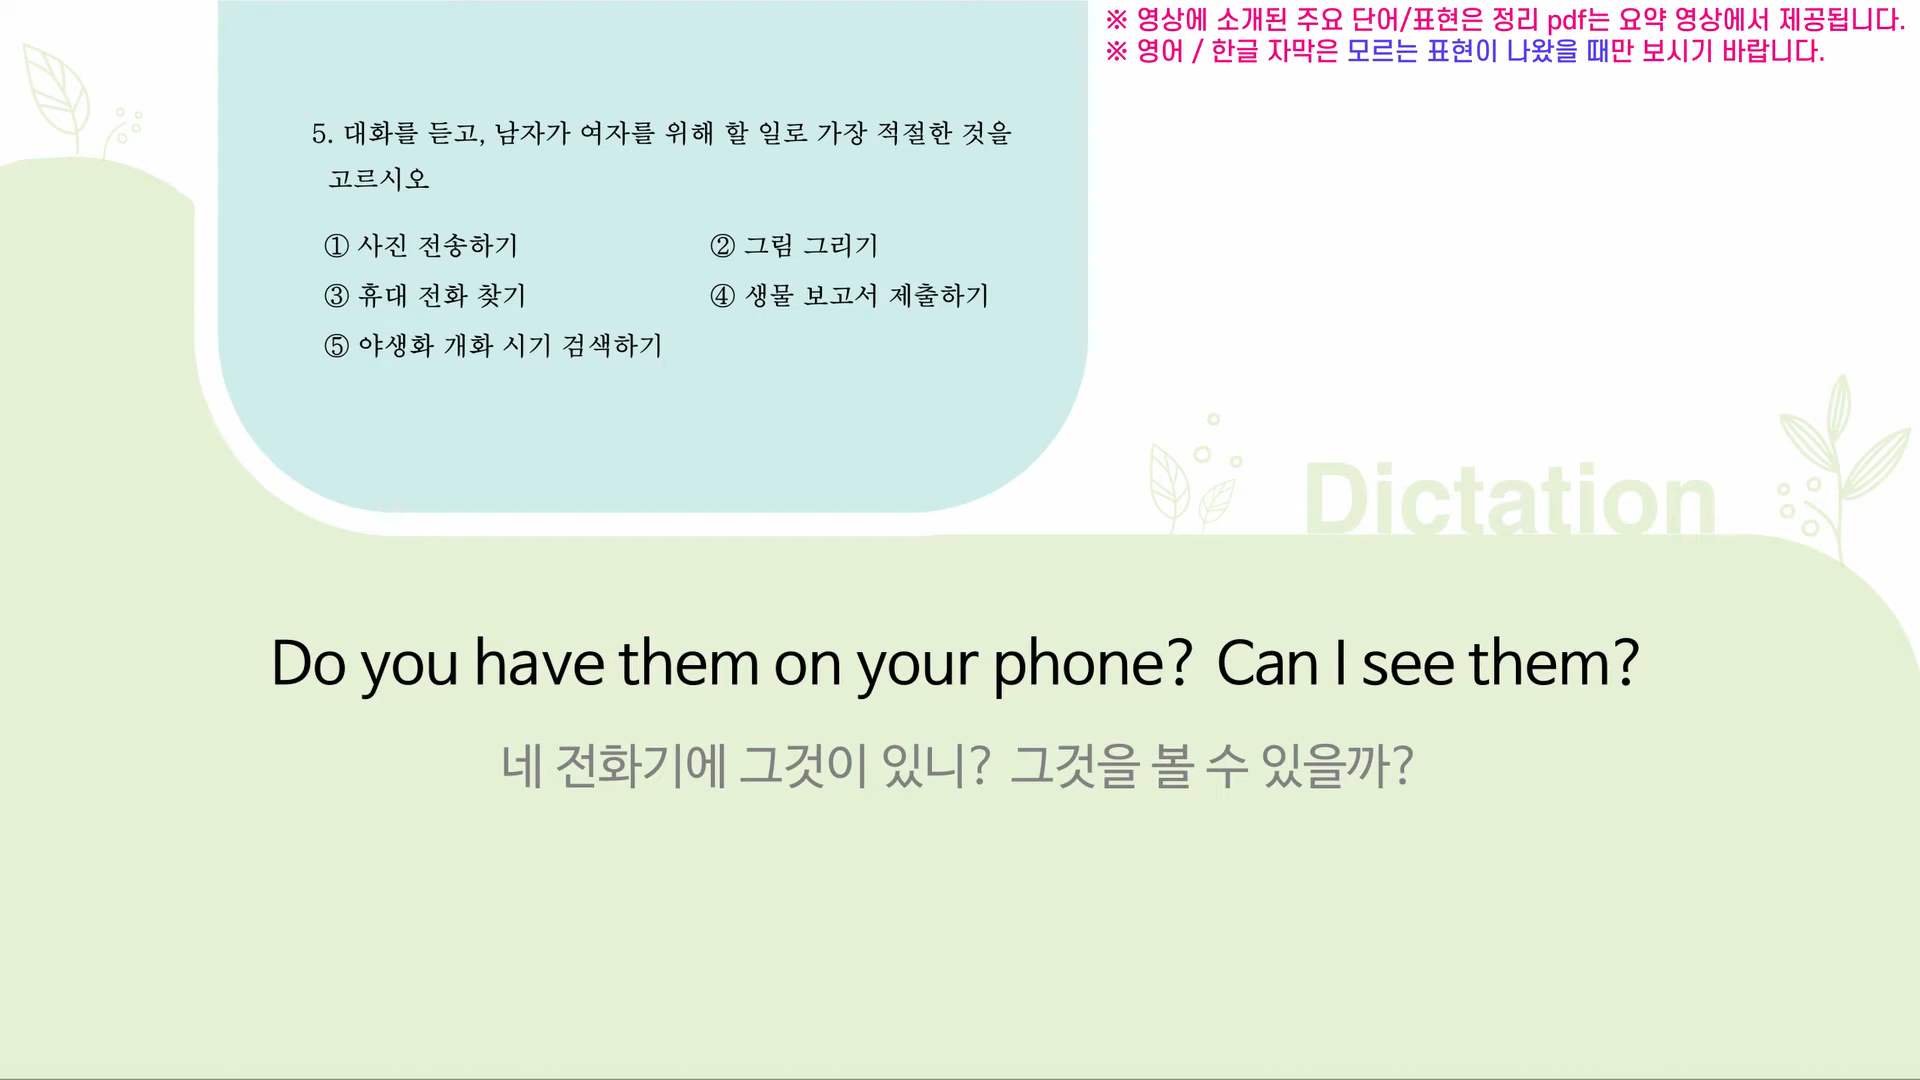 ※ 영상에 소개된 주요 단어/표현은 정리 pdf는 요약 영상에서 제공됩니다.
※ 영어 / 한글 자막은 모르는 표현이 나왔을 때만 보시기 바랍니다.
5. 대화를 듣고, 남자가 여자를 위해 할 일로 가장 적절한 것을
고르시오
① 사진 전송하기 ② 그림 그리기
③ 휴대 전화 찾기 ④ 생물 보고서 제출하기
⑤ 야생화 개화 시기 검색하기
Dictation
Do you have them on your phone? Can I see them?
네 전화기에 그것이 있니? 그것을 볼 수 있을까?